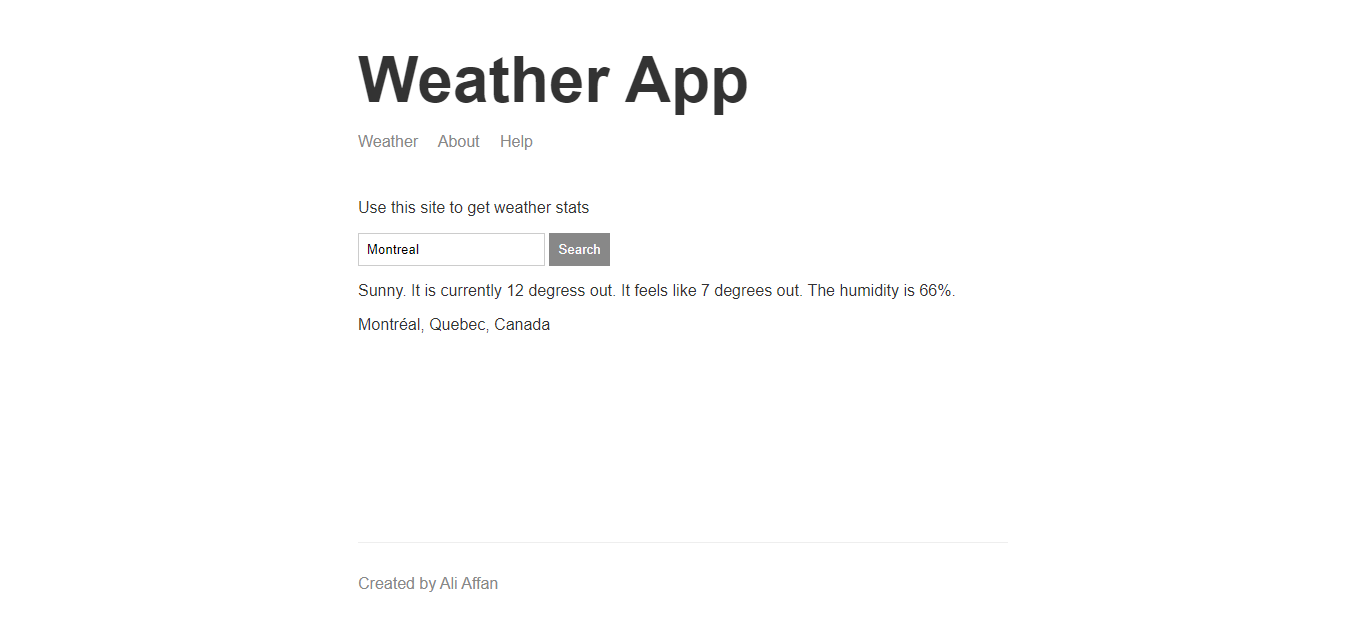 Weather App
Weather About Help
Use this site to get weather stats
Montreal Search
Sunny. It is currently 12 degress out. It feels like 7 degrees out. The humidity is 66%.
Montréal, Quebec, Canada
Created by Ali Affan